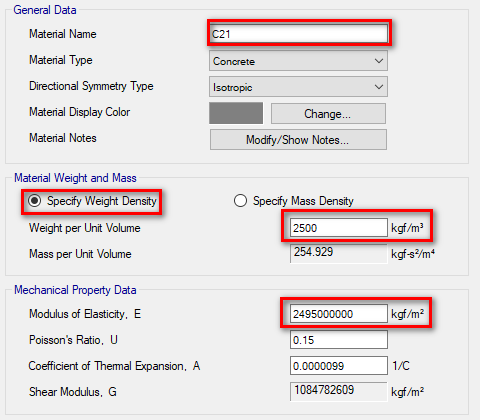 General Data
Material Name C21
Material Type Concrete
Directional Symmetry Type Isotropic
Material Display Color Change...
Material Notes Modify/Show Notes...
Material Weight and Mass
Specify Weight Density Specify Mass Density
Weight per Unit Volume 2500 kgf/m³
Mass per Unit Volume 254.929 kgf-s²/m⁴
Mechanical Property Data
Modulus of Elasticity, E 2495000000 kgf/m²
Poisson's Ratio, U 0.15
Coefficient of Thermal Expansion, A 0.0000099 1/C
Shear Modulus, G 1084782609 kgf/m²